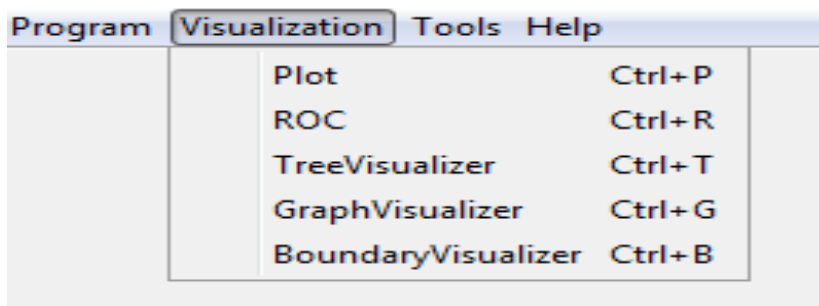 Program Visualization Tools Help
Plot Ctrl+P
ROC Ctrl+R
TreeVisualizer Ctrl+T
GraphVisualizer Ctrl+G
BoundaryVisualizer Ctrl+B